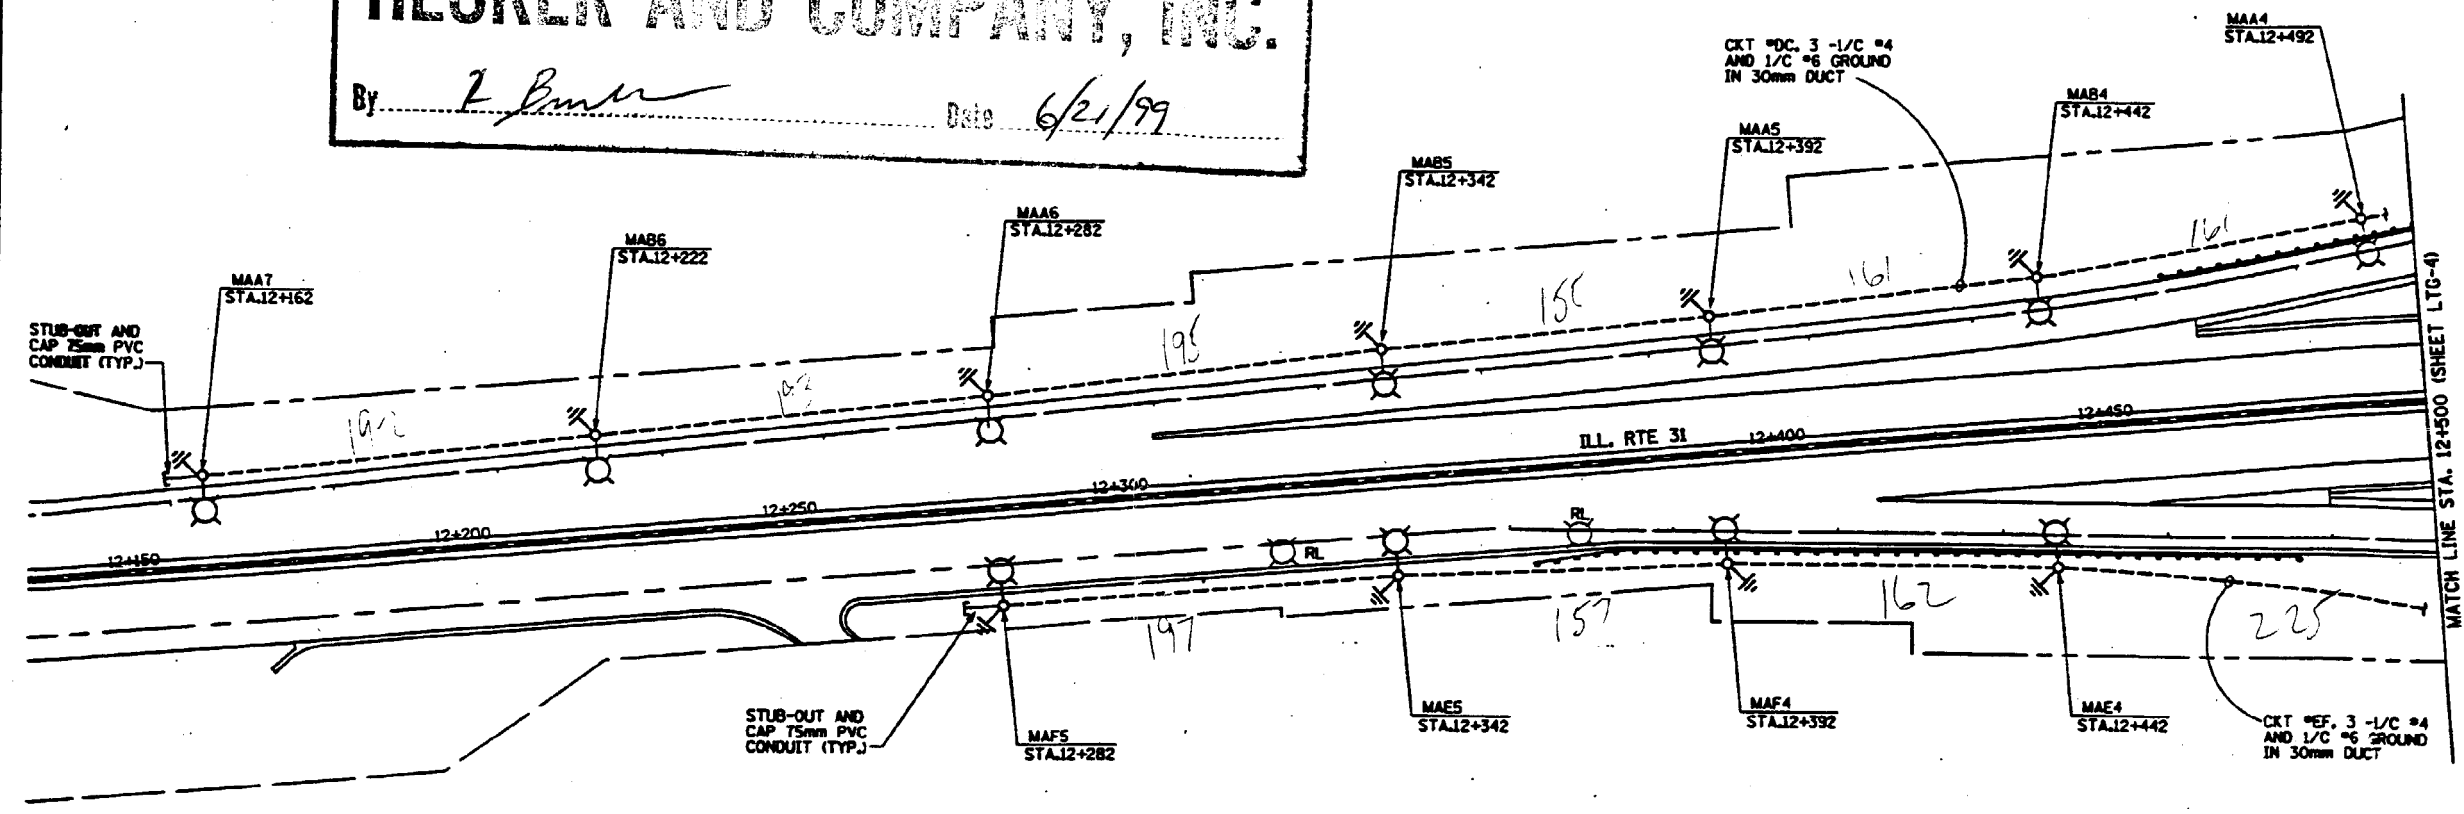 HECKER AND COMPANY, INC.
By
Date 6/21/99
MAA4
STA.12+492
CKT #DC. 3 -1/C #4
AND 1/C #6 GROUND
IN 30mm DUCT
MAB4
STA.12+442
MAA5
STA.12+392
MAB5
STA.12+342
MAA6
STA.12+282
MAB6
STA.12+222
MAA7
STA.12+162
STUB-OUT AND
CAP 75mm PVC
CONDUIT (TYP.)
161
161
195
193
192
12+450
12+400
ILL. RTE 31
12+300
12+250
12+200
12+150
MATCH LINE STA. 12+500 (SHEET LTG-4)
RL
RL
197
157
162
225
STUB-OUT AND
CAP 75mm PVC
CONDUIT (TYP.)
MAF5
STA.12+282
MAE5
STA.12+342
MAF4
STA.12+392
MAE4
STA.12+442
CKT #EF. 3 -1/C #4
AND 1/C #6 GROUND
IN 30mm DUCT